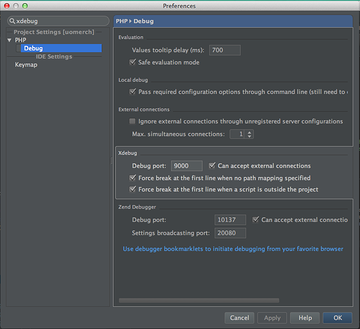 Preferences
xdebug
PHP › Debug
Project Settings [uomerch]
PHP
Debug
IDE Settings
Keymap
Evaluation
Values tooltip delay (ms): 700
Safe evaluation mode
Local debug
Pass required configuration options through command line (still need to
External connections
Ignore external connections through unregistered server configurations
Max. simultaneous connections: 1
Xdebug
Debug port: 9000 Can accept external connections
Force break at the first line when no path mapping specified
Force break at the first line when a script is outside the project
Zend Debugger
Debug port: 10137 Can accept external connectio
Settings broadcasting port: 20080
Use debugger bookmarklets to initiate debugging from your favorite browser
Cancel Apply Help OK